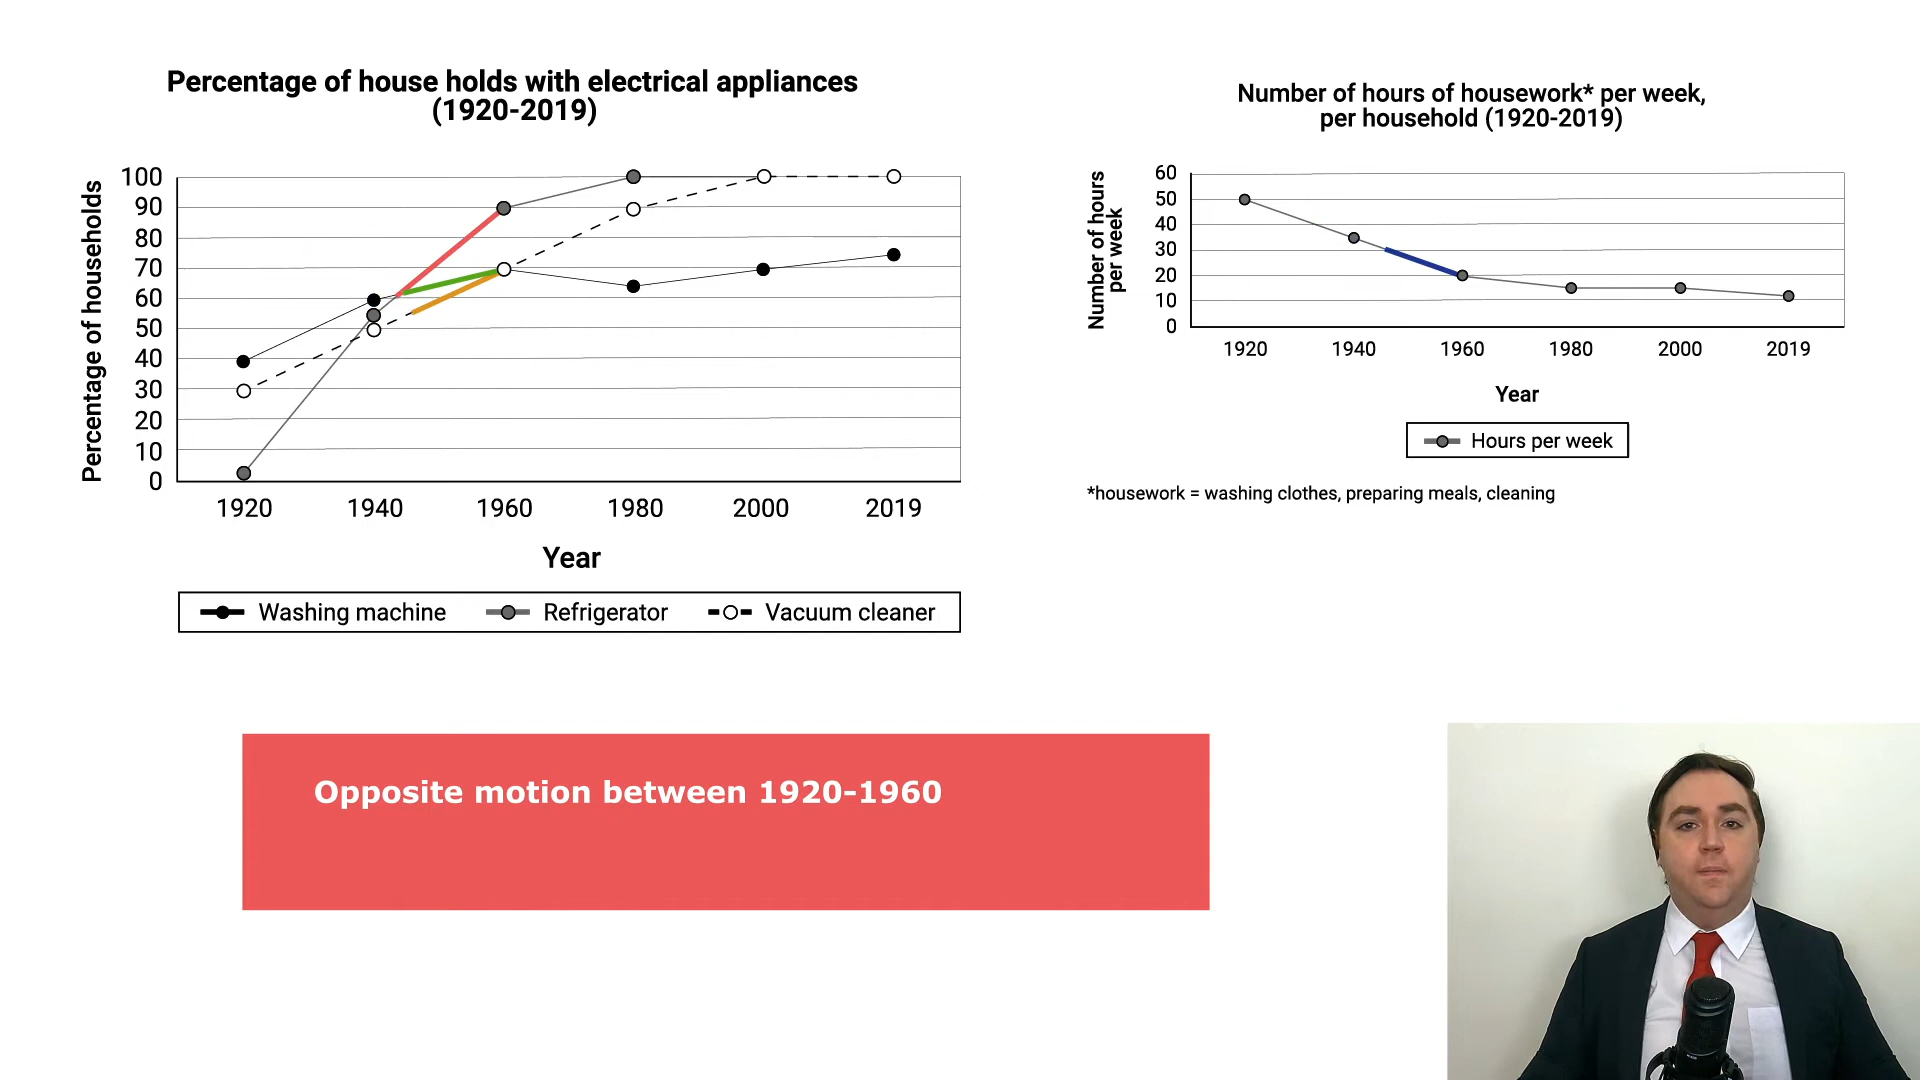 Percentage of house holds with electrical appliances
(1920-2019)
Percentage of households
100
90
80
70
60
50
40
30
20
10
0
1920 1940 1960 1980 2000 2019
Year
Washing machine Refrigerator Vacuum cleaner
Number of hours of housework* per week,
per household (1920-2019)
Number of hours
per week
60
50
40
30
20
10
0
1920 1940 1960 1980 2000 2019
Year
Hours per week
*housework = washing clothes, preparing meals, cleaning
Opposite motion between 1920-1960